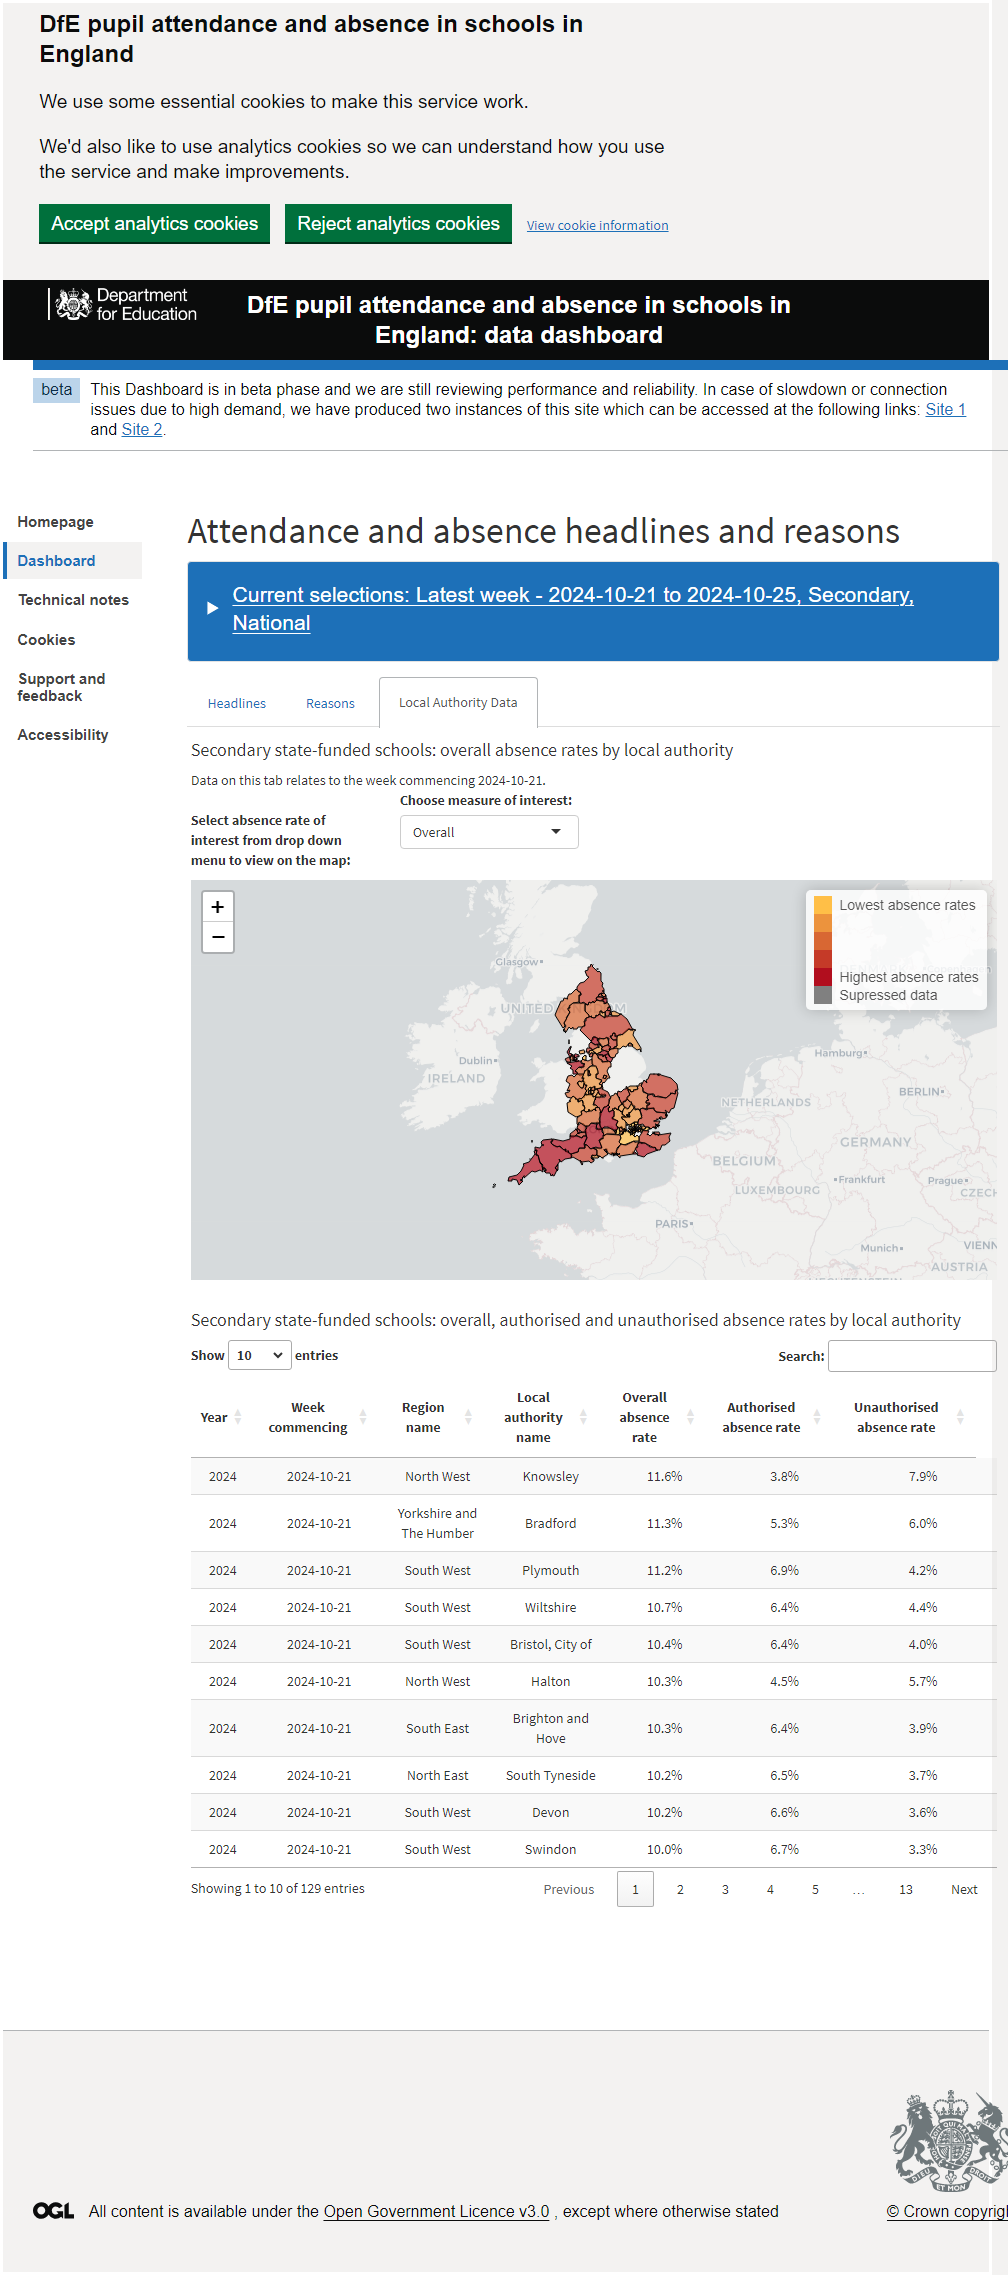 DfE pupil attendance and absence in schools in
England
We use some essential cookies to make this service work.
We'd also like to use analytics cookies so we can understand how you use
the service and make improvements.
Accept analytics cookies Reject analytics cookies View cookie information
Department
for Education
DfE pupil attendance and absence in schools in
England: data dashboard
beta This Dashboard is in beta phase and we are still reviewing performance and reliability. In case of slowdown or connection
issues due to high demand, we have produced two instances of this site which can be accessed at the following links: Site 1
and Site 2.
Homepage
Dashboard
Technical notes
Cookies
Support and
feedback
Accessibility
Attendance and absence headlines and reasons
Current selections: Latest week - 2024-10-21 to 2024-10-25, Secondary,
National
Headlines Reasons Local Authority Data
Secondary state-funded schools: overall absence rates by local authority
Data on this tab relates to the week commencing 2024-10-21.
Choose measure of interest:
Select absence rate of
interest from drop down
menu to view on the map:
Overall
+
−
Lowest absence rates
Highest absence rates
Supressed data
Glasgow
UNITED KINGDOM
Dublin
IRELAND
Hamburg
BERLIN
NETHERLANDS
GERMANY
BELGIUM
Frankfurt
Prague
LUXEMBOURG
CZECH
PARIS
VIENN
Munich
AUSTRIA
Secondary state-funded schools: overall, authorised and unauthorised absence rates by local authority
Show 10 entries Search:
Year Week commencing Region name Local authority name Overall absence rate Authorised absence rate Unauthorised absence rate
2024 2024-10-21 North West Knowsley 11.6% 3.8% 7.9%
2024 2024-10-21 Yorkshire and The Humber Bradford 11.3% 5.3% 6.0%
2024 2024-10-21 South West Plymouth 11.2% 6.9% 4.2%
2024 2024-10-21 South West Wiltshire 10.7% 6.4% 4.4%
2024 2024-10-21 South West Bristol, City of 10.4% 6.4% 4.0%
2024 2024-10-21 North West Halton 10.3% 4.5% 5.7%
2024 2024-10-21 South East Brighton and Hove 10.3% 6.4% 3.9%
2024 2024-10-21 North East South Tyneside 10.2% 6.5% 3.7%
2024 2024-10-21 South West Devon 10.2% 6.6% 3.6%
2024 2024-10-21 South West Swindon 10.0% 6.7% 3.3%
Showing 1 to 10 of 129 entries Previous 1 2 3 4 5 … 13 Next
OGL All content is available under the Open Government Licence v3.0 , except where otherwise stated
© Crown copyrigh